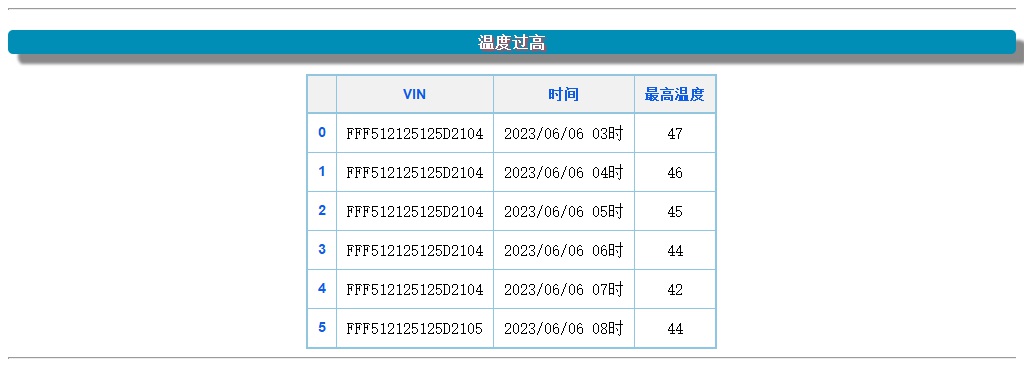 温度过高
VIN 时间 最高温度
0 FFF512125125D2104 2023/06/06 03时 47
1 FFF512125125D2104 2023/06/06 04时 46
2 FFF512125125D2104 2023/06/06 05时 45
3 FFF512125125D2104 2023/06/06 06时 44
4 FFF512125125D2104 2023/06/06 07时 42
5 FFF512125125D2105 2023/06/06 08时 44